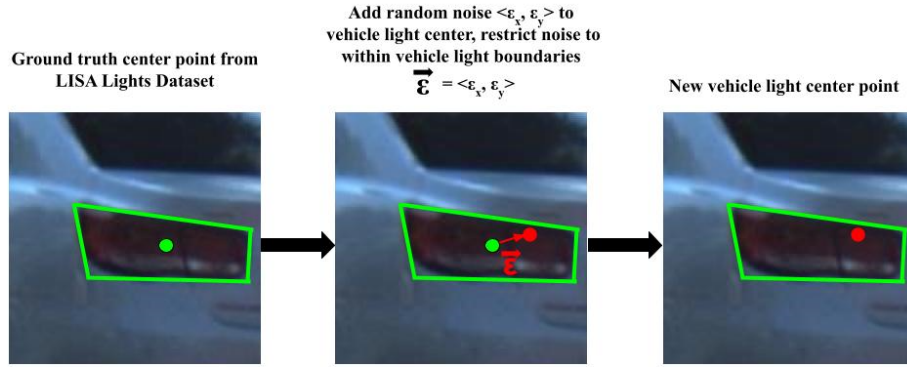 Ground truth center point from
LISA Lights Dataset
Add random noise <εx, εy> to
vehicle light center, restrict noise to
within vehicle light boundaries
ε = <εx, εy>
New vehicle light center point
ε